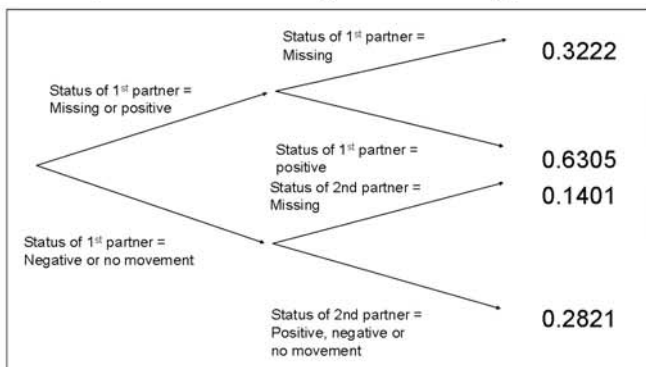 Status of 1st partner =
Missing
0.3222
Status of 1st partner =
Missing or positive
Status of 1st partner =
positive
0.6305
Status of 2nd partner =
Missing
0.1401
Status of 1st partner =
Negative or no movement
Status of 2nd partner =
Positive, negative or
no movement
0.2821